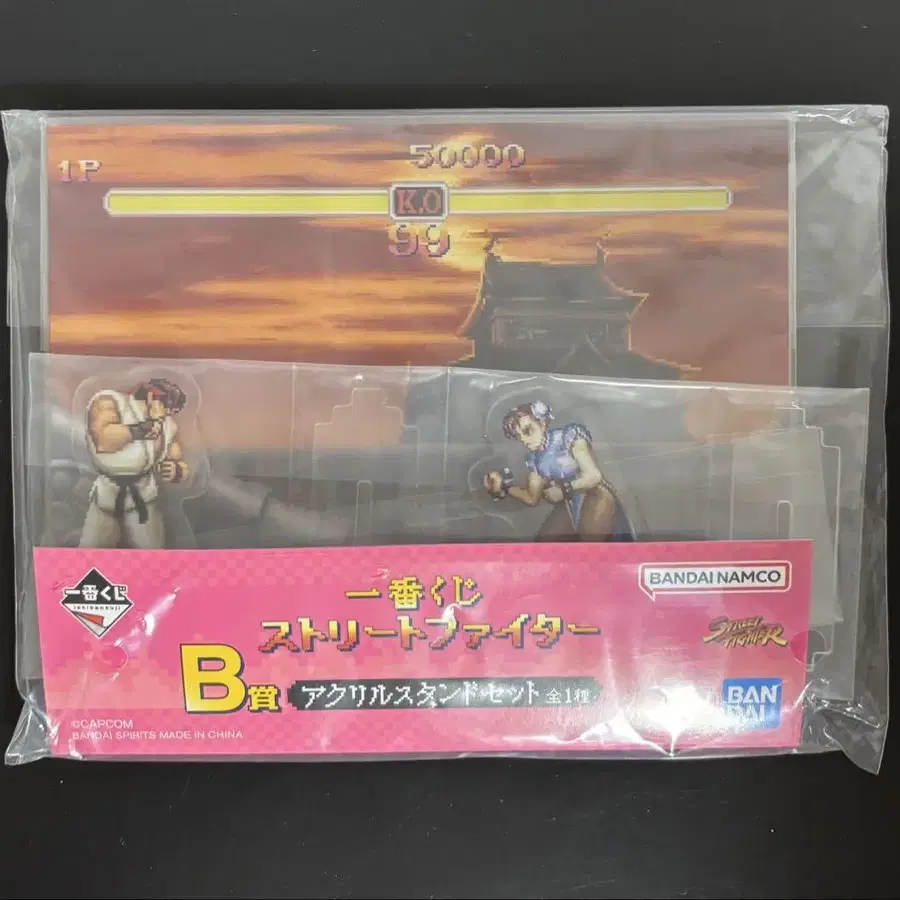 1P
50000
K.O
99
一番くじ
ichibankuji
一番くじ
ストリートファイター
B賞 アクリルスタンドセット 全1種
BANDAI NAMCO
STREET FIGHTER
BANDAI
©CAPCOM
BANDAI SPIRITS MADE IN CHINA